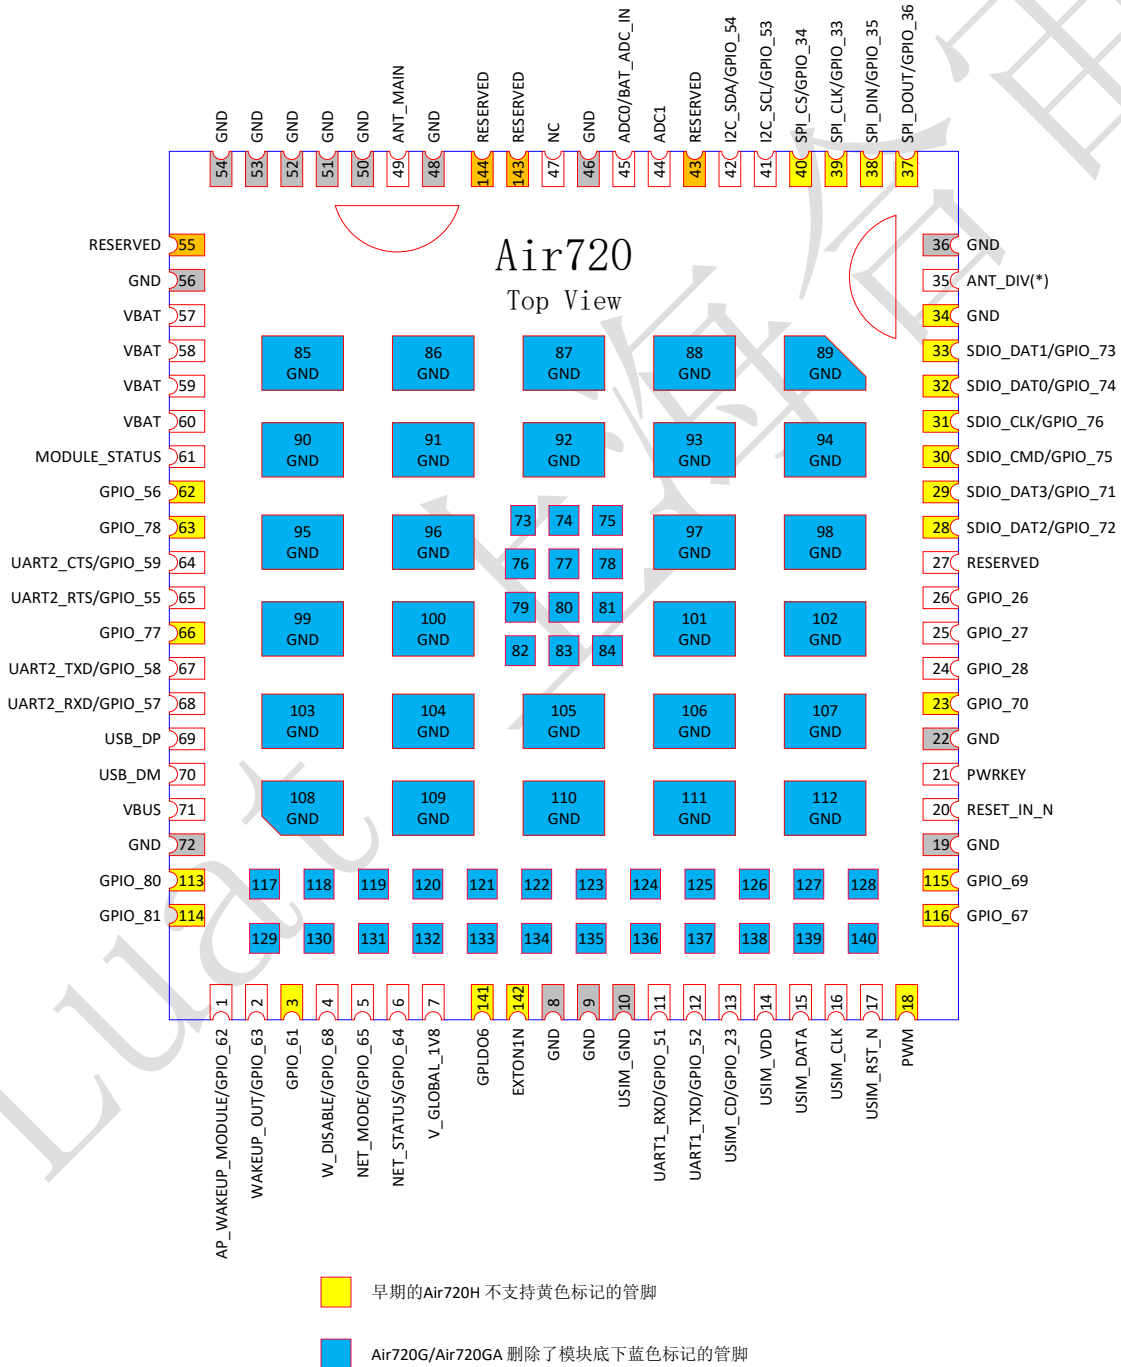 GND
GND
GND
GND
GND
ANT_MAIN
GND
RESERVED
RESERVED
NC
GND
ADC0/BAT_ADC_IN
ADC1
RESERVED
I2C_SDA/GPIO_54
I2C_SCL/GPIO_53
SPI_CS/GPIO_34
SPI_CLK/GPIO_33
SPI_DIN/GPIO_35
SPI_DOUT/GPIO_36
54 53 52 51 50 49 48 144 143 47 46 45 44 43 42 41 40 39 38 37
Air720
Top View
RESERVED 55
GND 56
VBAT 57
VBAT 58
VBAT 59
VBAT 60
MODULE_STATUS 61
GPIO_56 62
GPIO_78 63
UART2_CTS/GPIO_59 64
UART2_RTS/GPIO_55 65
GPIO_77 66
UART2_TXD/GPIO_58 67
UART2_RXD/GPIO_57 68
USB_DP 69
USB_DM 70
VBUS 71
GND 72
GPIO_80 113
GPIO_81 114
85 86 87 88 89
GND GND GND GND GND
90 91 92 93 94
GND GND GND GND GND
73 74 75
95 96 97 98
GND GND GND GND
76 77 78
79 80 81
99 100 101 102
GND GND GND GND
82 83 84
103 104 105 106 107
GND GND GND GND GND
108 109 110 111 112
GND GND GND GND GND
117 118 119 120 121 122 123 124 125 126 127 128
129 130 131 132 133 134 135 136 137 138 139 140
36 GND
35 ANT_DIV(*)
34 GND
33 SDIO_DAT1/GPIO_73
32 SDIO_DAT0/GPIO_74
31 SDIO_CLK/GPIO_76
30 SDIO_CMD/GPIO_75
29 SDIO_DAT3/GPIO_71
28 SDIO_DAT2/GPIO_72
27 RESERVED
26 GPIO_26
25 GPIO_27
24 GPIO_28
23 GPIO_70
22 GND
21 PWRKEY
20 RESET_IN_N
19 GND
115 GPIO_69
116 GPIO_67
1 2 3 4 5 6 7 141 142 8 9 10 11 12 13 14 15 16 17 18
AP_WAKEUP_MODULE/GPIO_62
WAKEUP_OUT/GPIO_63
GPIO_61
W_DISABLE/GPIO_68
NET_MODE/GPIO_65
NET_STATUS/GPIO_64
V_GLOBAL_1V8
GPLDO6
EXTON1N
GND
GND
USIM_GND
UART1_RXD/GPIO_51
UART1_TXD/GPIO_52
USIM_CD/GPIO_23
USIM_VDD
USIM_DATA
USIM_CLK
USIM_RST_N
PWM
早期的Air720H 不支持黄色标记的管脚
Air720G/Air720GA 删除了模块底下蓝色标记的管脚
Luat 上海合